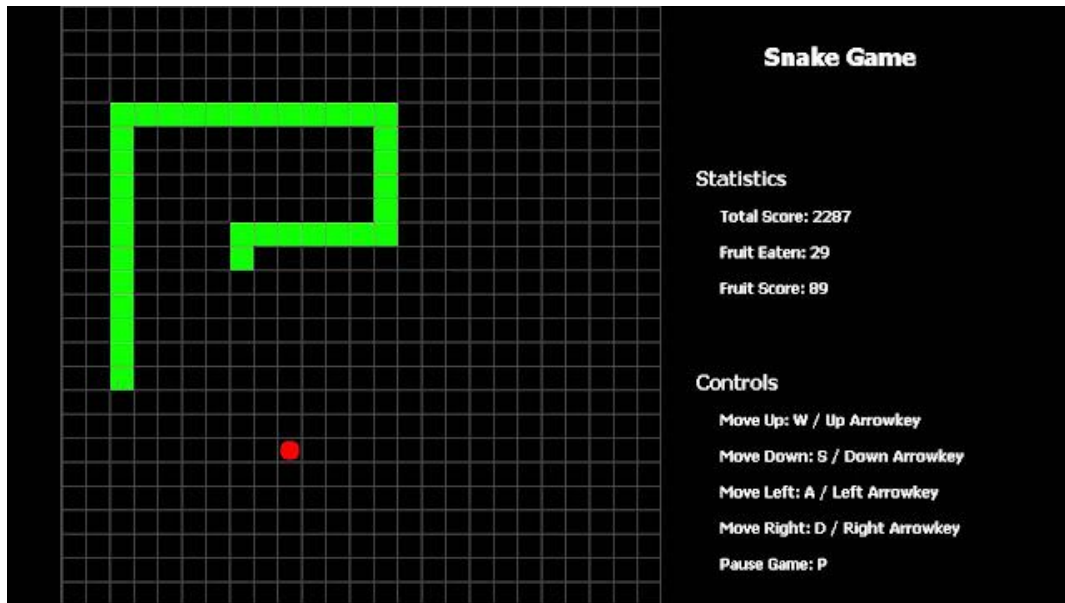 Snake Game
Statistics
Total Score: 2287
Fruit Eaten: 29
Fruit Score: 89
Controls
Move Up: W / Up Arrowkey
Move Down: S / Down Arrowkey
Move Left: A / Left Arrowkey
Move Right: D / Right Arrowkey
Pause Game: P